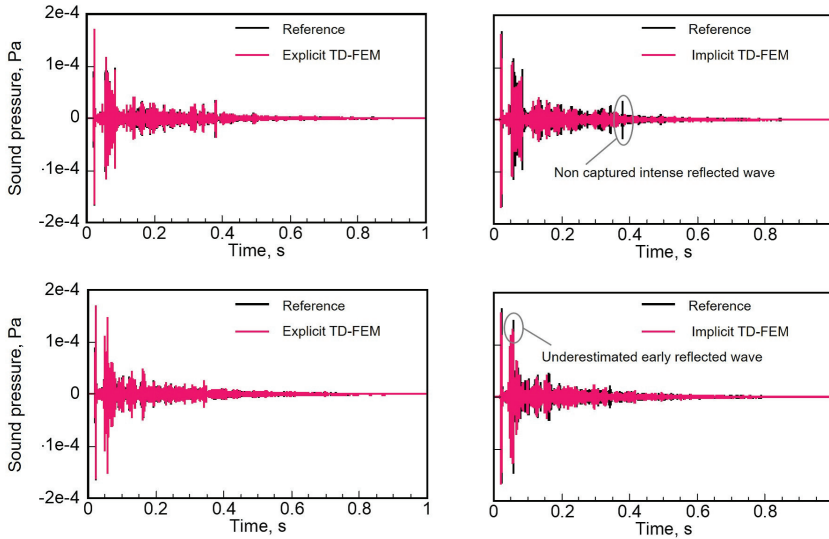 2e-4
Reference
Explicit TD-FEM
1e-4
0
·1e-4
-2e-4
Sound pressure, Pa
0 0.2 0.4 0.6 0.8 1
Time, s
Reference
Implicit TD-FEM
Non captured intense reflected wave
0 0.2 0.4 0.6 0.8
Time, s
2e-4
Reference
Explicit TD-FEM
1e-4
0
·1e-4
-2e-4
Sound pressure, Pa
0 0.2 0.4 0.6 0.8 1
Time, s
Reference
Implicit TD-FEM
Underestimated early reflected wave
0 0.2 0.4 0.6 0.8
Time, s